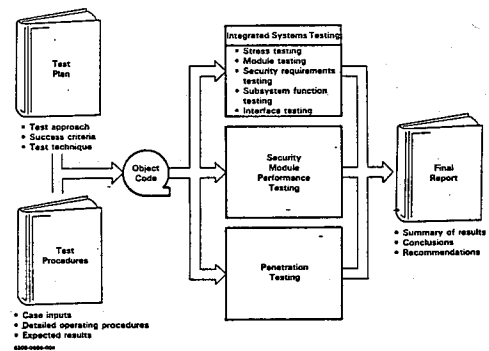 Test
Plan
• Test approach
• Success criteria
• Test technique
Test
Procedures
• Case inputs
• Detailed operating procedures
• Expected results
Object
Code
Integrated Systems Testing
• Stress testing
• Module testing
• Security requirements
testing
• Subsystem function
testing
• Interface testing
Security
Module
Performance
Testing
Penetration
Testing
Final
Report
• Summary of results
• Conclusions
• Recommendations